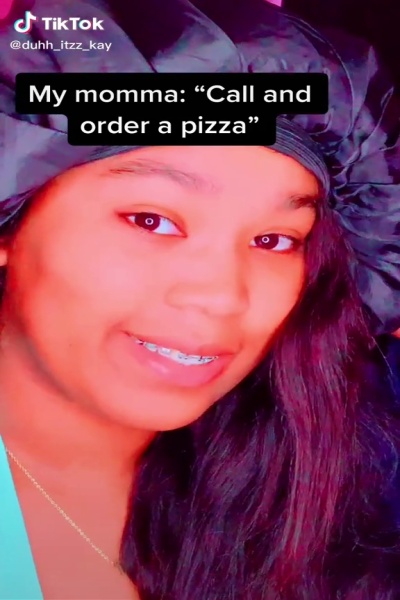 TikTok
@duhh_itzz_kay
My momma: “Call and
order a pizza”